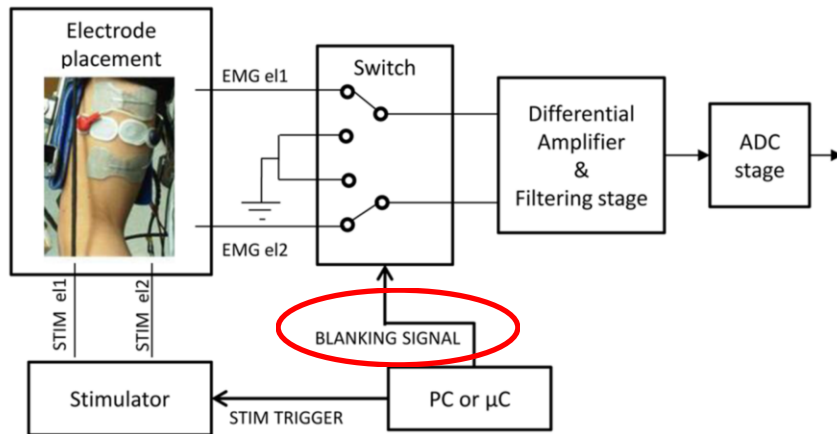 Electrode
placement
EMG el1
Switch
Differential
Amplifier
&
Filtering stage
ADC
stage
EMG el2
STIM el1
STIM el2
BLANKING SIGNAL
Stimulator
STIM TRIGGER
PC or µC